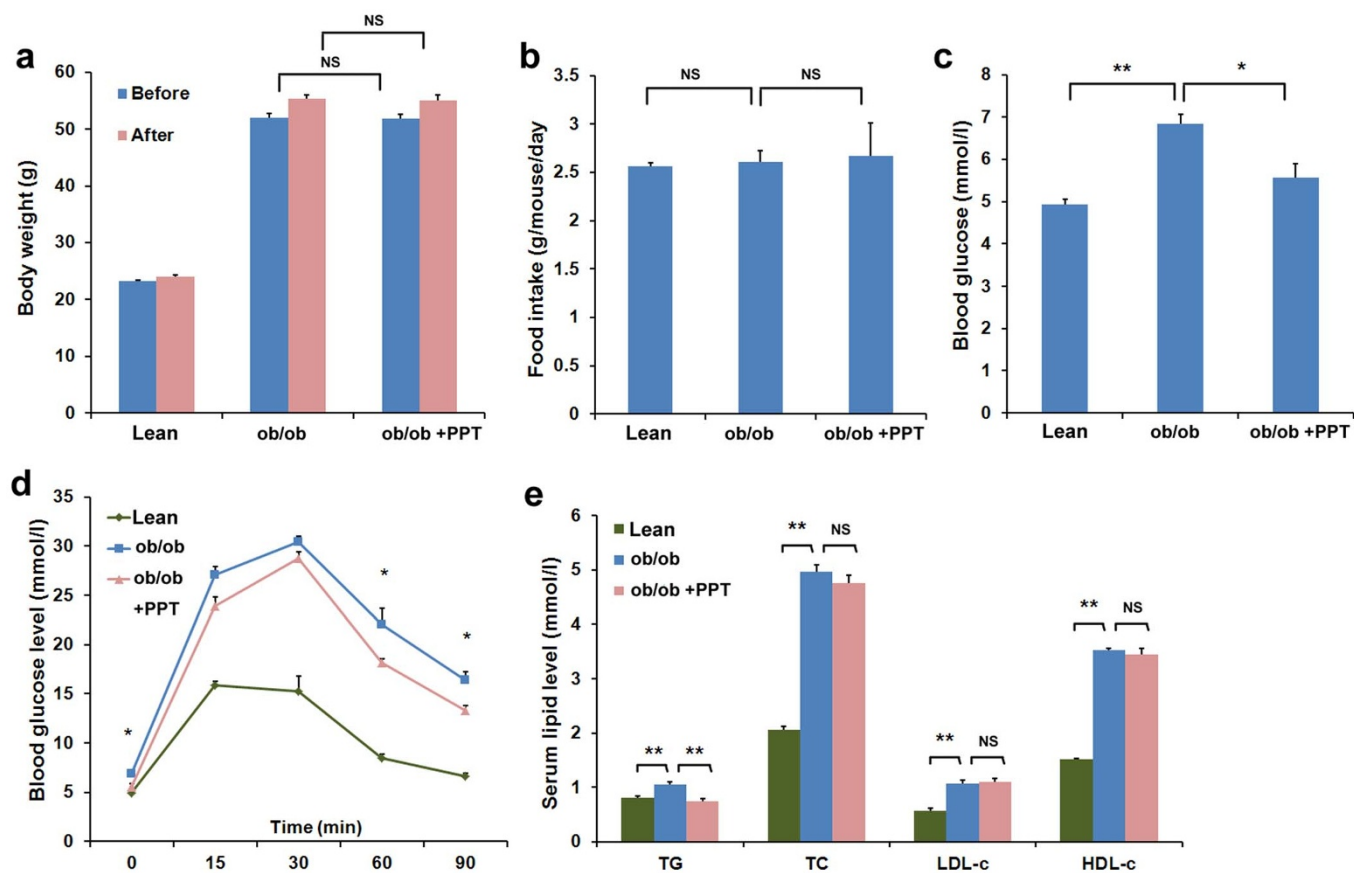 a
NS
NS
60
50
40
30
20
10
0
Body weight (g)
Before
After
Lean ob/ob ob/ob +PPT
b
NS NS
3.5
3
2.5
2
1.5
1
0.5
0
Food intake (g/mouse/day
Lean ob/ob ob/ob +PPT
c
** *
8
7
6
5
4
3
2
1
0
Blood glucose (mmol/l)
Lean ob/ob ob/ob +PPT
d
35
30
25
20
15
10
5
0
Blood glucose level (mmol/l)
Lean
ob/ob
ob/ob
+PPT
*
*
*
Time (min)
0 15 30 60 90
e
6
5
4
3
2
1
0
Serum lipid level (mmol/l)
Lean
ob/ob
ob/ob +PPT
** **
** NS
** NS
** NS
TG TC LDL-c HDL-c